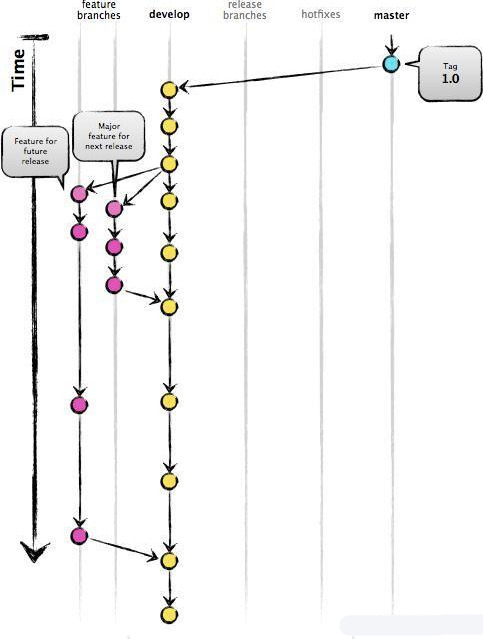 feature
branches
develop
release
branches
hotfixes
master
Time
Tag
1.0
Major
feature for
next release
Feature for
future
release